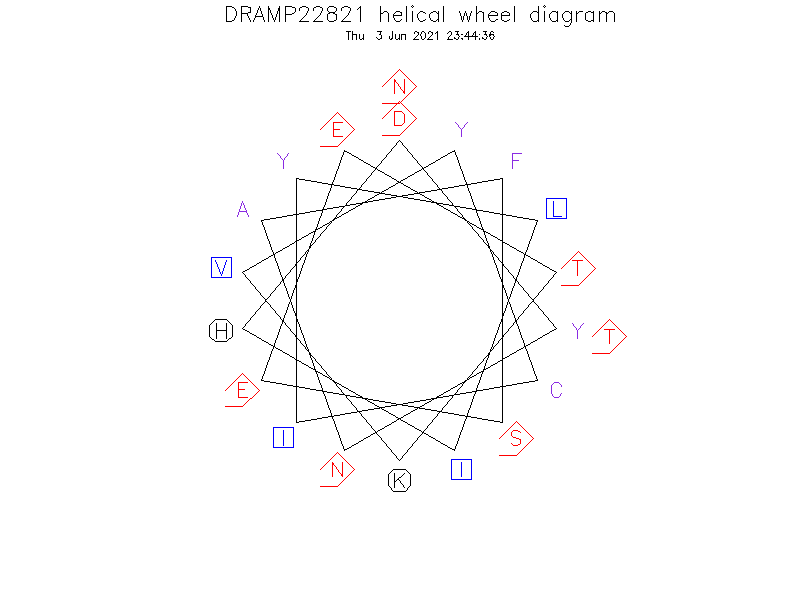 DRAMP22821 helical wheel diagram
Thu 3 Jun 2021 23:44:36
N
D
E Y
Y F
A L
V T
H Y T
E C
I S
N K I